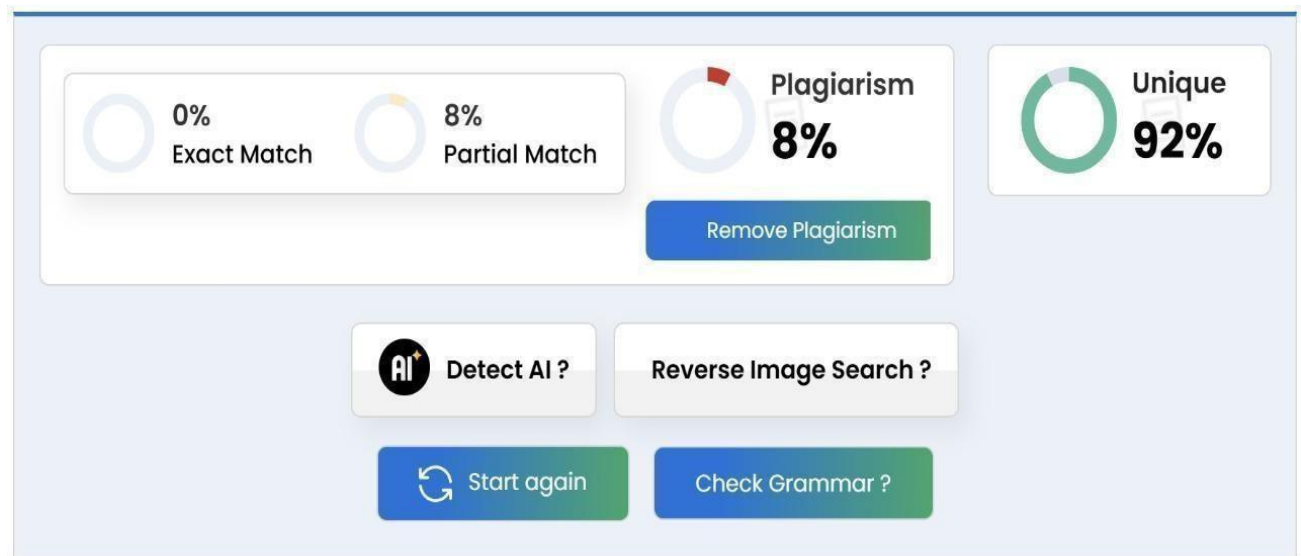 0%
Exact Match
8%
Partial Match
Plagiarism
8%
Remove Plagiarism
Unique
92%
AI
Detect AI ?
Reverse Image Search ?
Start again
Check Grammar ?